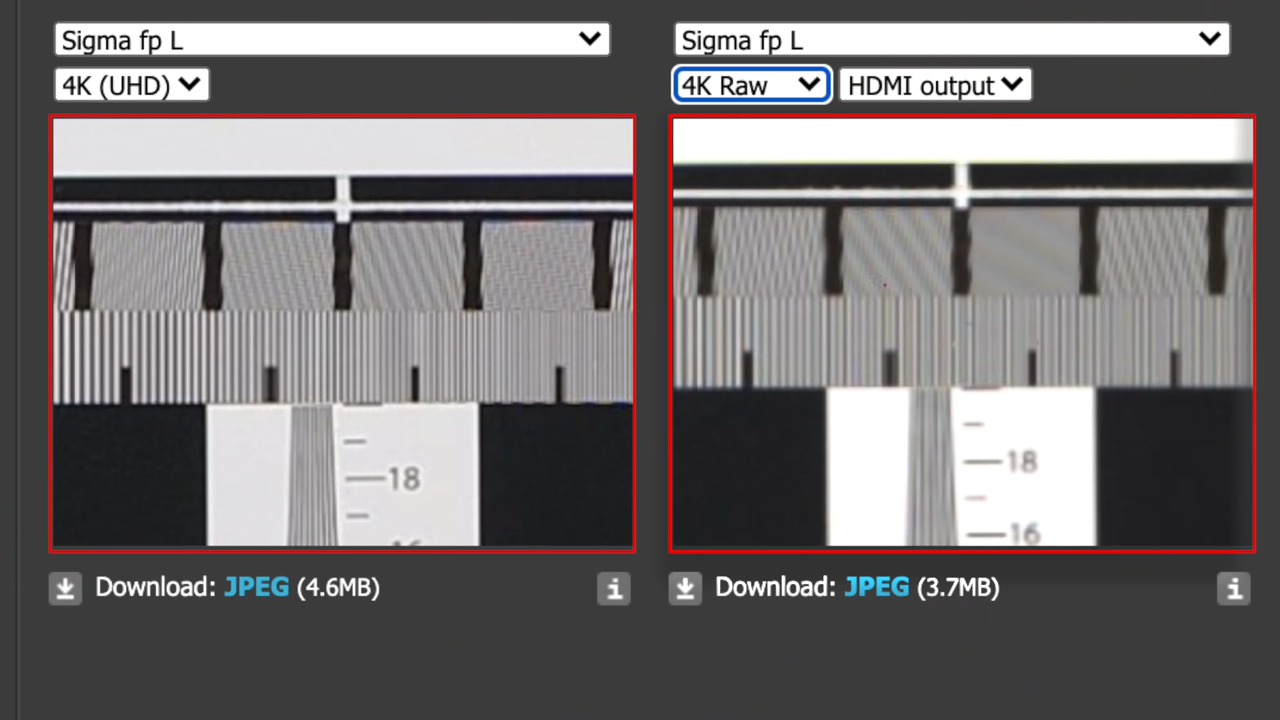 Sigma fp L
Sigma fp L
4K (UHD)
4K Raw
HDMI output
18
18
16
16
Download: JPEG (4.6MB)
Download: JPEG (3.7MB)